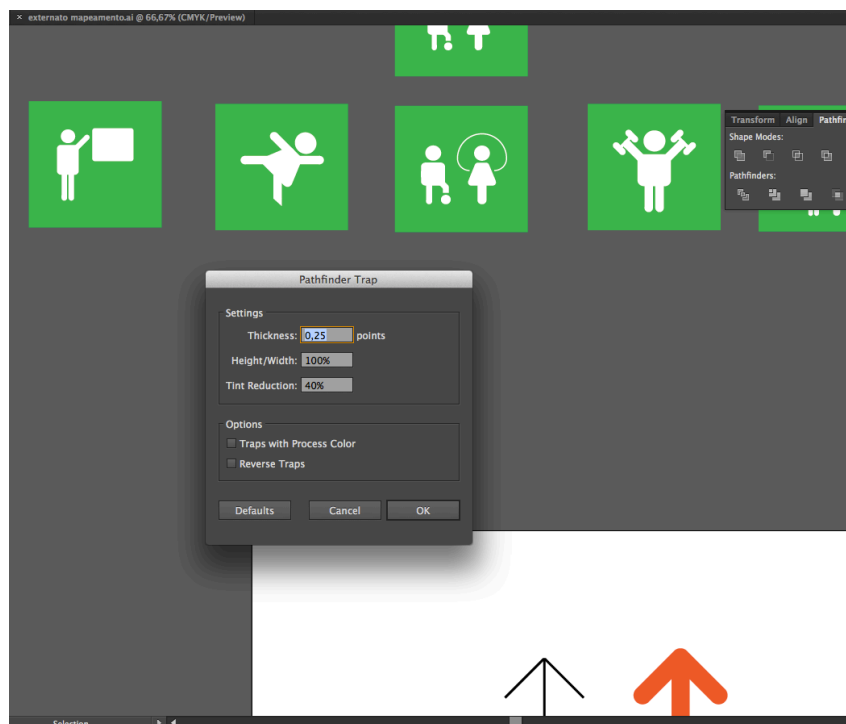 × externato mapeamento.ai @ 66,67% (CMYK/Preview)
Transform Align Pathfin
Shape Modes:
Pathfinders:
Pathfinder Trap
Settings
Thickness: 0,25 points
Height/Width: 100%
Tint Reduction: 40%
Options
Traps with Process Color
Reverse Traps
Defaults Cancel OK
Selection